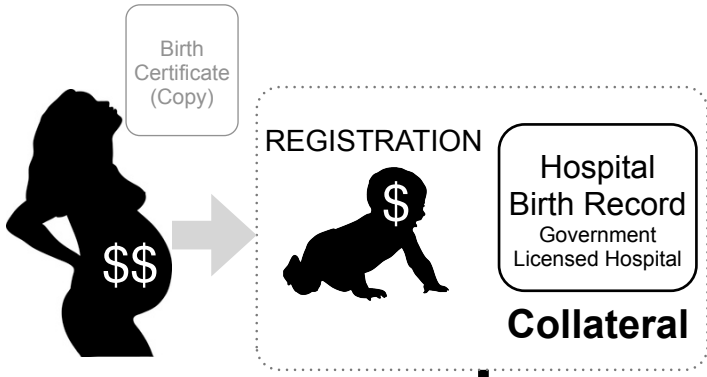 Birth
Certificate
(Copy)
REGISTRATION
$
$$
Hospital
Birth Record
Government
Licensed Hospital
Collateral